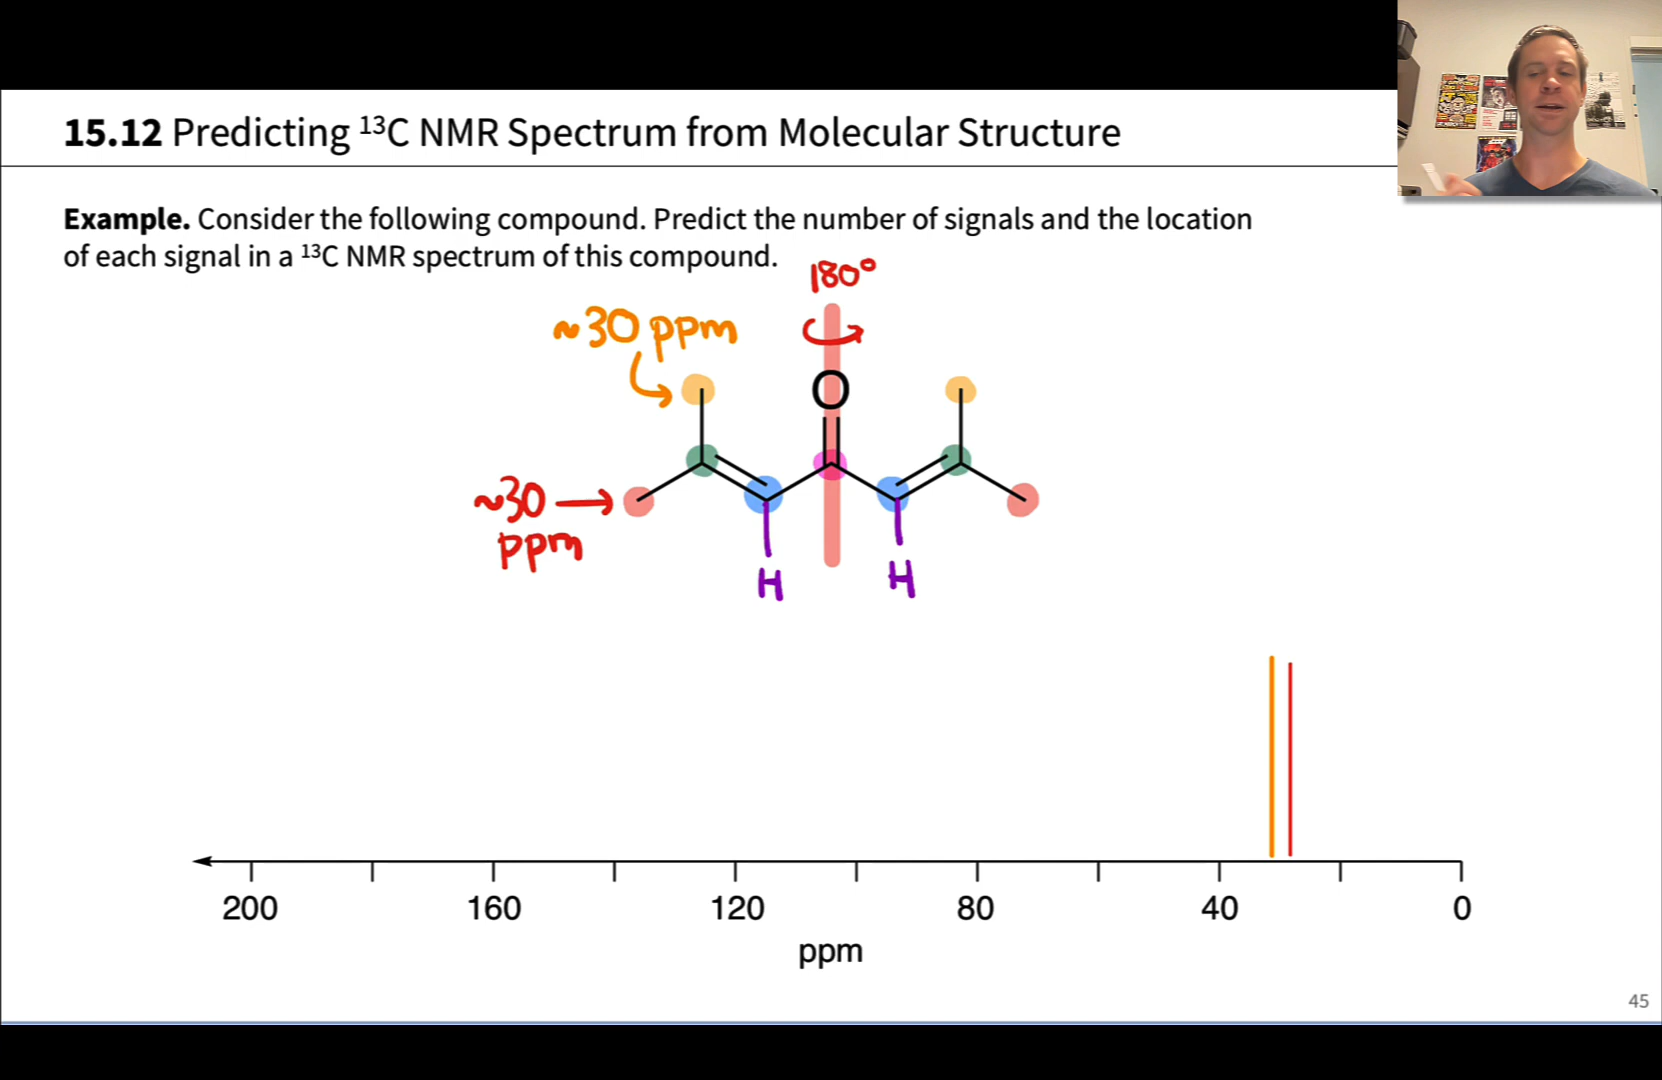 15.12 Predicting ¹³C NMR Spectrum from Molecular Structure
Example. Consider the following compound. Predict the number of signals and the location
of each signal in a ¹³C NMR spectrum of this compound.
180°
~30 ppm
O
~30
ppm
H
H
200 160 120 80 40 0
ppm
45